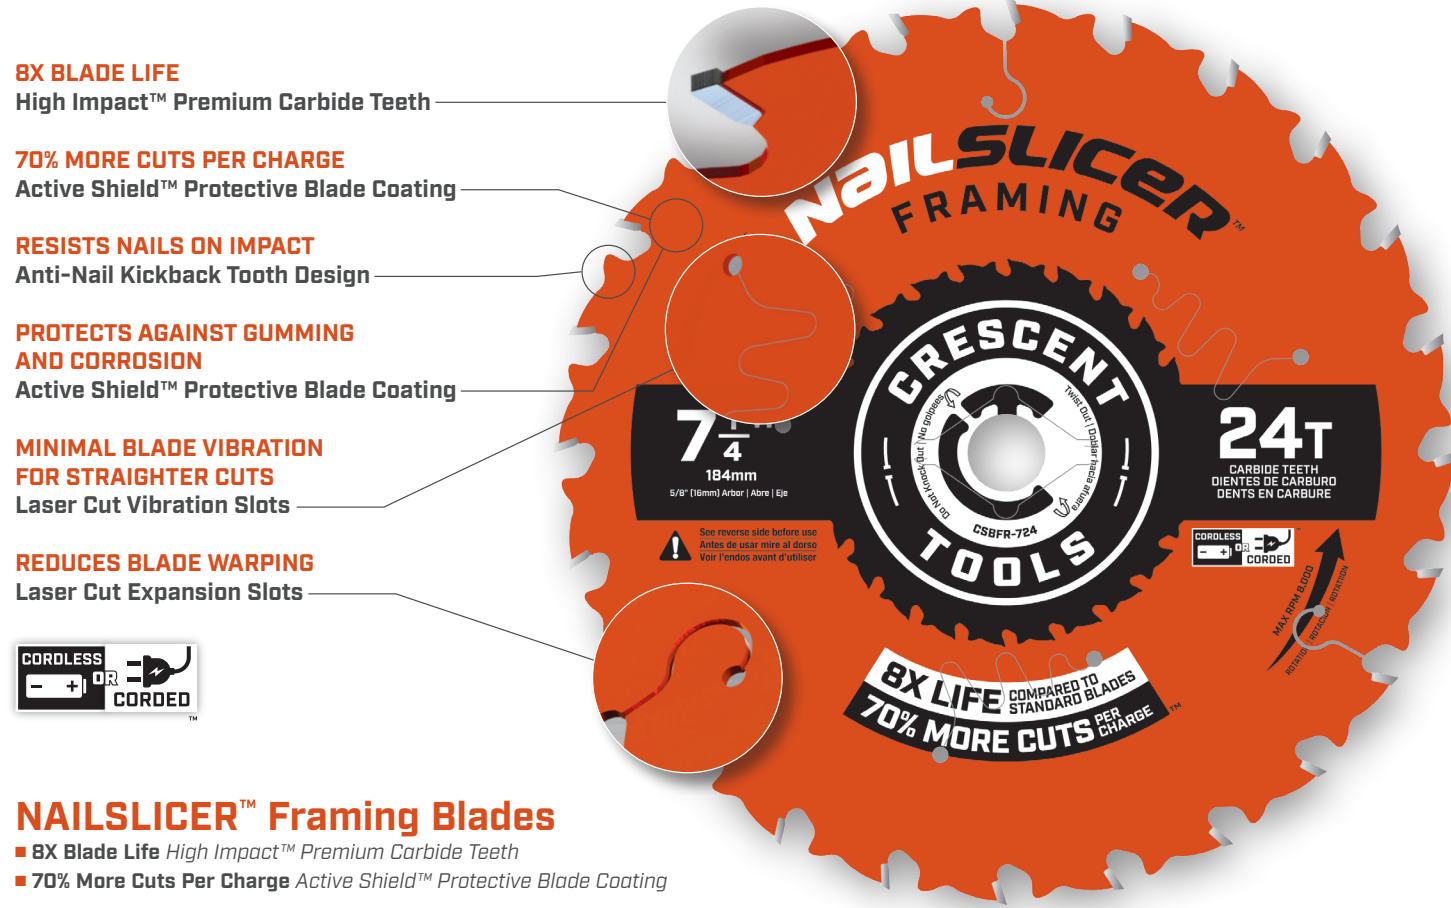 8X BLADE LIFE
High Impact™ Premium Carbide Teeth
70% MORE CUTS PER CHARGE
Active Shield™ Protective Blade Coating
RESISTS NAILS ON IMPACT
Anti-Nail Kickback Tooth Design
PROTECTS AGAINST GUMMING
AND CORROSION
Active Shield™ Protective Blade Coating
MINIMAL BLADE VIBRATION
FOR STRAIGHTER CUTS
Laser Cut Vibration Slots
REDUCES BLADE WARPING
Laser Cut Expansion Slots
CORDLESS
- +
OR
CORDED
™
NAILSLICER™ Framing Blades
■ 8X Blade Life High Impact™ Premium Carbide Teeth
■ 70% More Cuts Per Charge Active Shield™ Protective Blade Coating
NaILSLICeR™
FRAMING
CRESCENT
TOOLS
Do Not Knock Out | No golpees
Twist Out | Doblar hacia afuera
CSBFR-724
7 1/4
184mm
5/8" (16mm) Arbor | Abre | Eje
See reverse side before use
Antes de usar mire al dorso
Voir l'endos avant d'utiliser
24T
CARBIDE TEETH
DIENTES DE CARBURO
DENTS EN CARBURE
CORDLESS
- +
OR
CORDED
MAX RPM 8,000
ROTATION | ROTACIÓN | ROTATION
8X LIFE COMPARED TO
STANDARD BLADES
70% MORE CUTS PER
CHARGE™